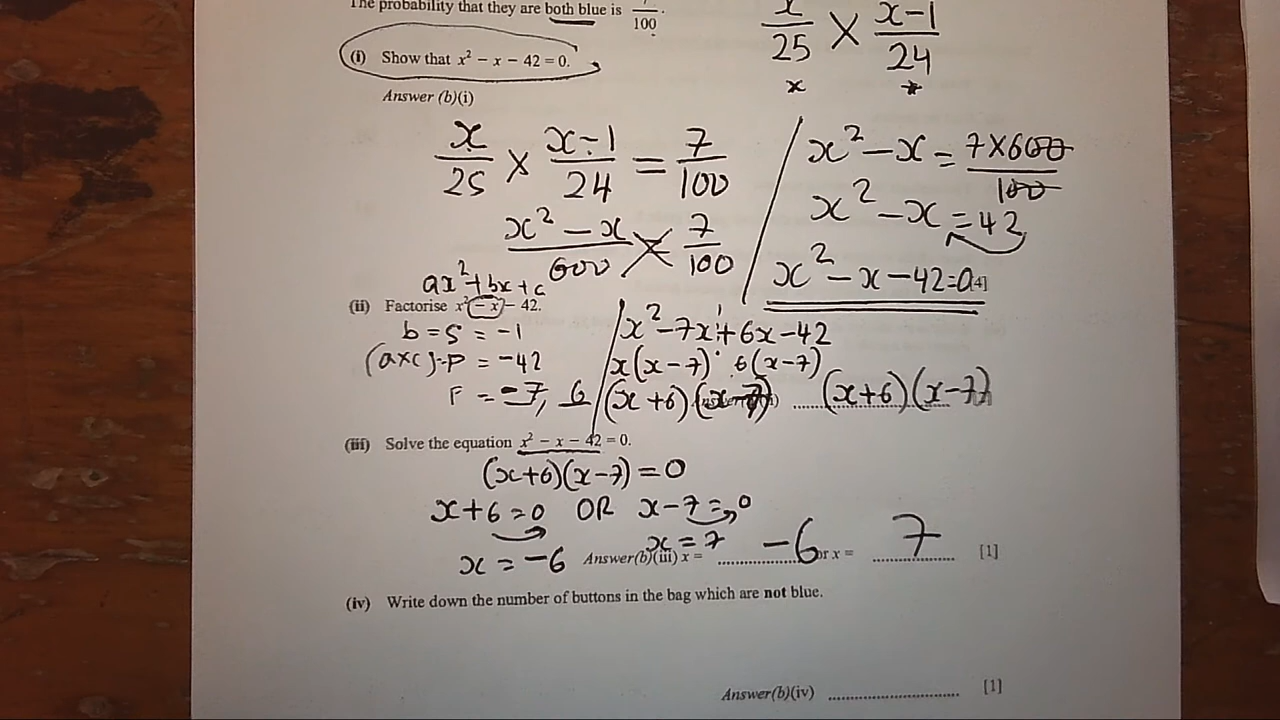 The probability that they are both blue is 7/100.
x/25 × x-1/24
(i) Show that x² – x – 42 = 0.
Answer (b)(i)
x/25 × x-1/24 = 7/100
x² - x/600 7/100
x² - x = 7×600/100
x² - x = 42
x² - x - 42 = 0
[4]
ax² + bx + c
(ii) Factorise x² – x – 42.
b = S = -1
(axc) = P = -42
F = -7, 6
x² - 7x + 6x - 42
x(x-7) 6(x-7)
(x+6)(x-7)
(x+6)(x-7)
(iii) Solve the equation x² – x – 42 = 0.
(x+6)(x-7) = 0
x+6 = 0 OR x-7 = 0
x = -6 x = 7
Answer(b)(iii) x = -6 or x = 7 [1]
(iv) Write down the number of buttons in the bag which are not blue.
Answer(b)(iv) [1]